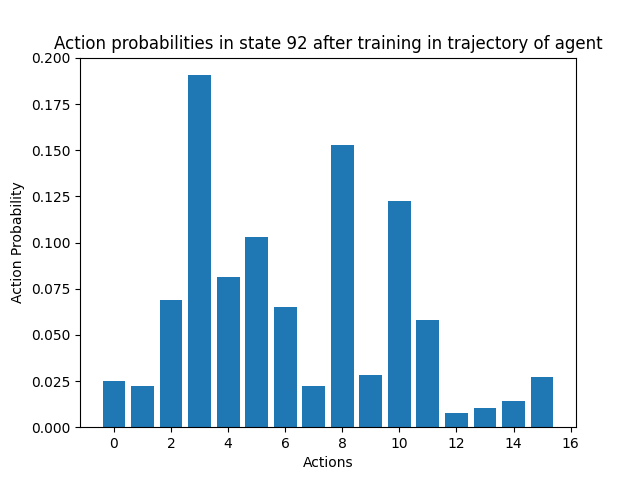 Action probabilities in state 92 after training in trajectory of agent
0.200
0.175
0.150
0.125
0.100
0.075
0.050
0.025
0.000
Action Probability
0 2 4 6 8 10 12 14 16
Actions